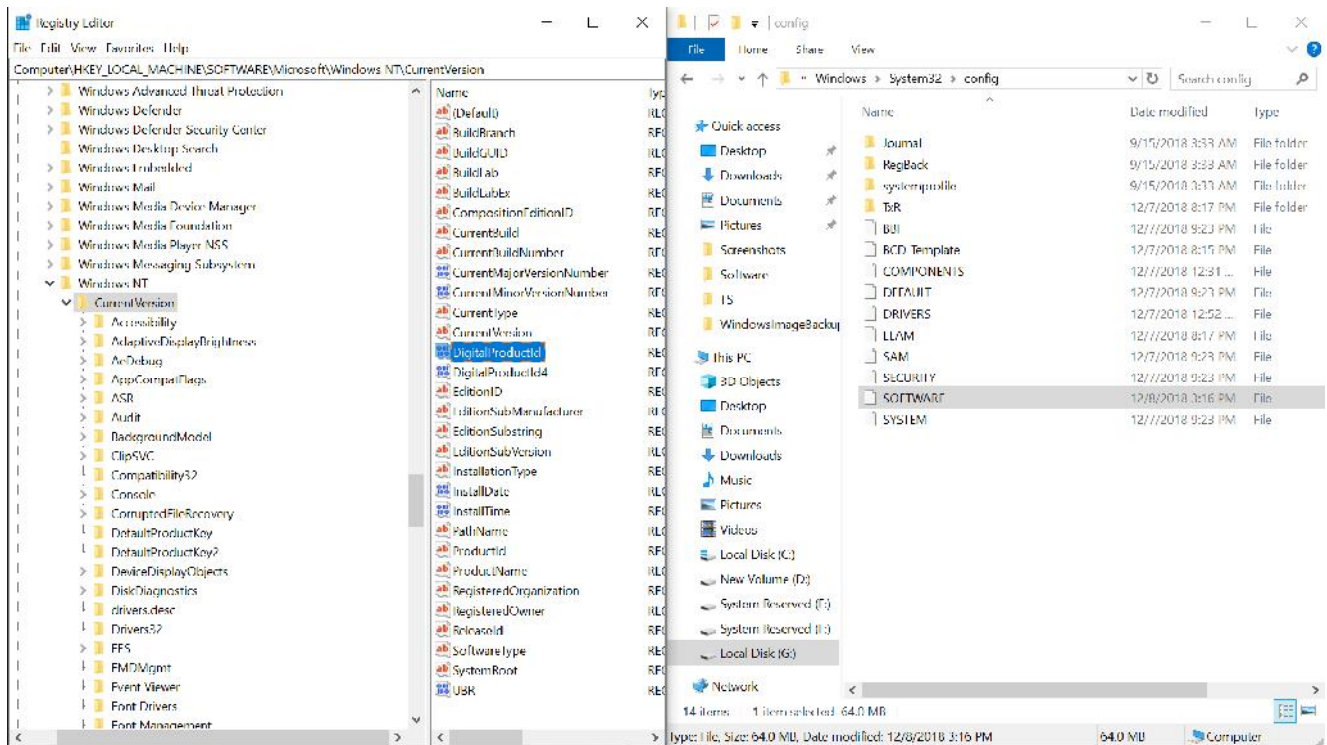 Registry Editor
File Edit View Favorites Help
Computer\HKEY_LOCAL_MACHINE\SOFTWARE\Microsoft\Windows NT\CurrentVersion
Windows Advanced Threat Protection
Windows Defender
Windows Defender Security Center
Windows Desktop Search
Windows Embedded
Windows Mail
Windows Media Device Manager
Windows Media Foundation
Windows Media Player NSS
Windows Messaging Subsystem
Windows NT
CurrentVersion
Accessibility
AdaptiveDisplayBrightness
AeDebug
AppCompatFlags
ASR
Audit
BackgroundModel
ClipSVC
Compatibility32
Console
CorruptedFileRecovery
DefaultProductKey
DefaultProductKey2
DeviceDisplayObjects
DiskDiagnostics
drivers.desc
Drivers32
EFS
EMDMgmt
Event Viewer
Font Drivers
Font Management
Name
(Default)
BuildBranch
BuildGUID
BuildLab
BuildLabEx
CompositionEditionID
CurrentBuild
CurrentBuildNumber
CurrentMajorVersionNumber
CurrentMinorVersionNumber
CurrentType
CurrentVersion
DigitalProductId
DigitalProductId4
EditionID
EditionSubManufacturer
EditionSubstring
EditionSubVersion
InstallationType
InstallDate
InstallTime
PathName
ProductId
ProductName
RegisteredOrganization
RegisteredOwner
ReleaseId
SoftwareType
SystemRoot
UBR
config
File Home Share View
Windows > System32 > config
Search config
Quick access
Desktop
Downloads
Documents
Pictures
Screenshots
Software
TS
WindowsImageBackup
This PC
3D Objects
Desktop
Documents
Downloads
Music
Pictures
Videos
Local Disk (C:)
New Volume (D:)
System Reserved (E:)
System Reserved (F:)
Local Disk (G:)
Network
Name Date modified Type
Journal 9/15/2018 3:33 AM File folder
RegBack 9/15/2018 3:33 AM File folder
systemprofile 9/15/2018 3:33 AM File folder
TxR 12/7/2018 8:17 PM File folder
BBI 12/7/2018 9:23 PM File
BCD-Template 12/7/2018 8:15 PM File
COMPONENTS 12/7/2018 12:31 ... File
DEFAULT 12/7/2018 9:23 PM File
DRIVERS 12/7/2018 12:52 ... File
ELAM 12/7/2018 8:17 PM File
SAM 12/7/2018 9:23 PM File
SECURITY 12/7/2018 9:23 PM File
SOFTWARE 12/8/2018 3:16 PM File
SYSTEM 12/7/2018 9:23 PM File
14 items 1 item selected 64.0 MB
Type: File, Size: 64.0 MB, Date modified: 12/8/2018 3:16 PM 64.0 MB Computer